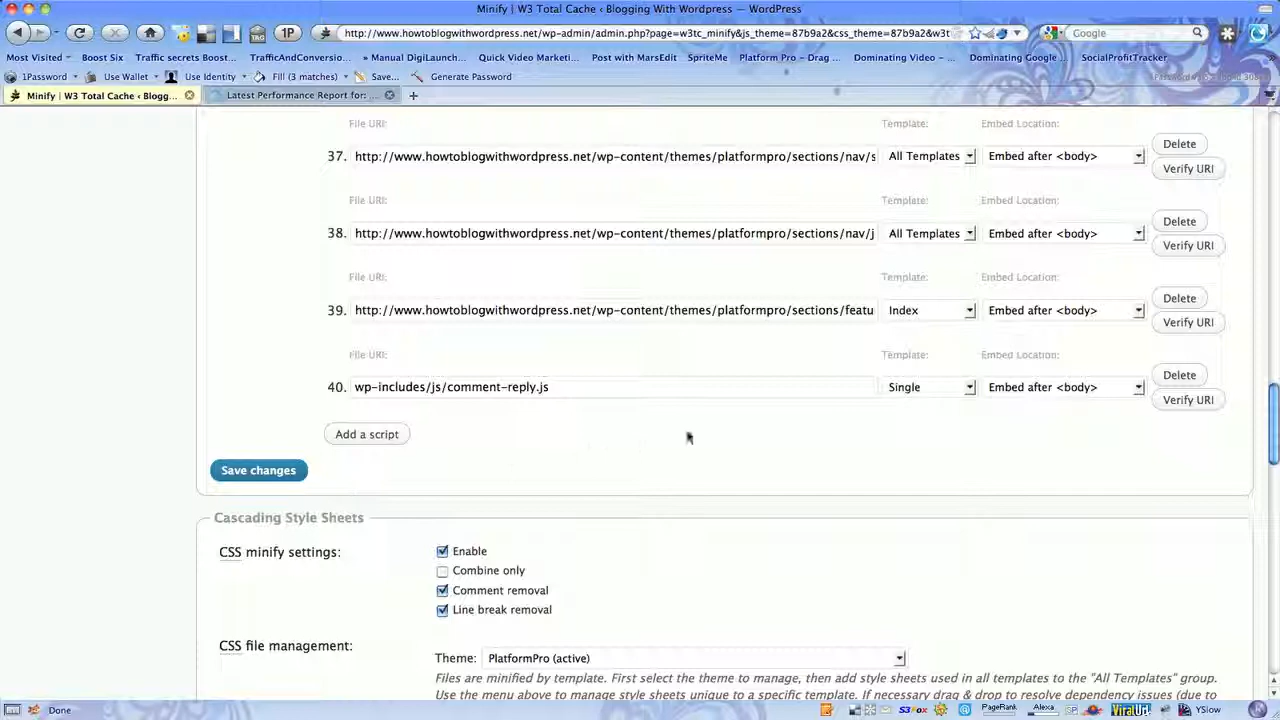 Minify | W3 Total Cache ‹ Blogging With Wordpress — WordPress
http://www.howtoblogwithwordpress.net/wp-admin/admin.php?page=w3tc_minify&js_theme=87b9a2&css_theme=87b9a2&w3t
Google
1P
TAG
Most Visited
Boost Six
Traffic secrets Boost...
TrafficAndConversion...
» Manual DigiLaunch...
Quick Video Marketi...
Post with MarsEdit
SpriteMe
Platform Pro - Drag ...
Dominating Video - ...
Dominating Google ...
SocialProfitTracker
1Password
Use Wallet
Use Identity
Fill (3 matches)
Save...
Generate Password
Minify | W3 Total Cache ‹ Blogg...
Latest Performance Report for: ...
File URI:
Template:
Embed Location:
37. http://www.howtoblogwithwordpress.net/wp-content/themes/platformpro/sections/nav/s
All Templates
Embed after <body>
Delete
Verify URI
File URI:
Template:
Embed Location:
38. http://www.howtoblogwithwordpress.net/wp-content/themes/platformpro/sections/nav/j
All Templates
Embed after <body>
Delete
Verify URI
File URI:
Template:
Embed Location:
39. http://www.howtoblogwithwordpress.net/wp-content/themes/platformpro/sections/featu
Index
Embed after <body>
Delete
Verify URI
File URI:
Template:
Embed Location:
40. wp-includes/js/comment-reply.js
Single
Embed after <body>
Delete
Verify URI
Add a script
Save changes
Cascading Style Sheets
CSS minify settings:
Enable
Combine only
Comment removal
Line break removal
CSS file management:
Theme:
PlatformPro (active)
Files are minified by template. First select the theme to manage, then add style sheets used in all templates to the "All Templates" group.
Use the menu above to manage style sheets unique to a specific template. If necessary drag & drop to resolve dependency issues (due to
Done
S3Fox
PageRank
Alexa
ViralUrl
YSlow